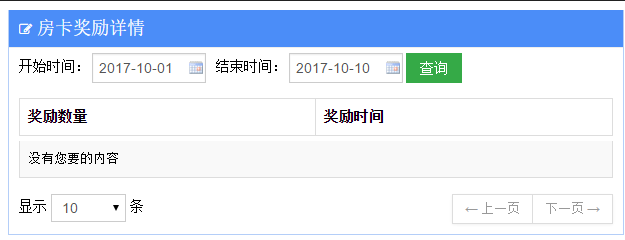 房卡奖励详情
开始时间： 2017-10-01 结束时间： 2017-10-10 查询
奖励数量 奖励时间
没有您要的内容
显示 10 条 ← 上一页 下一页 →